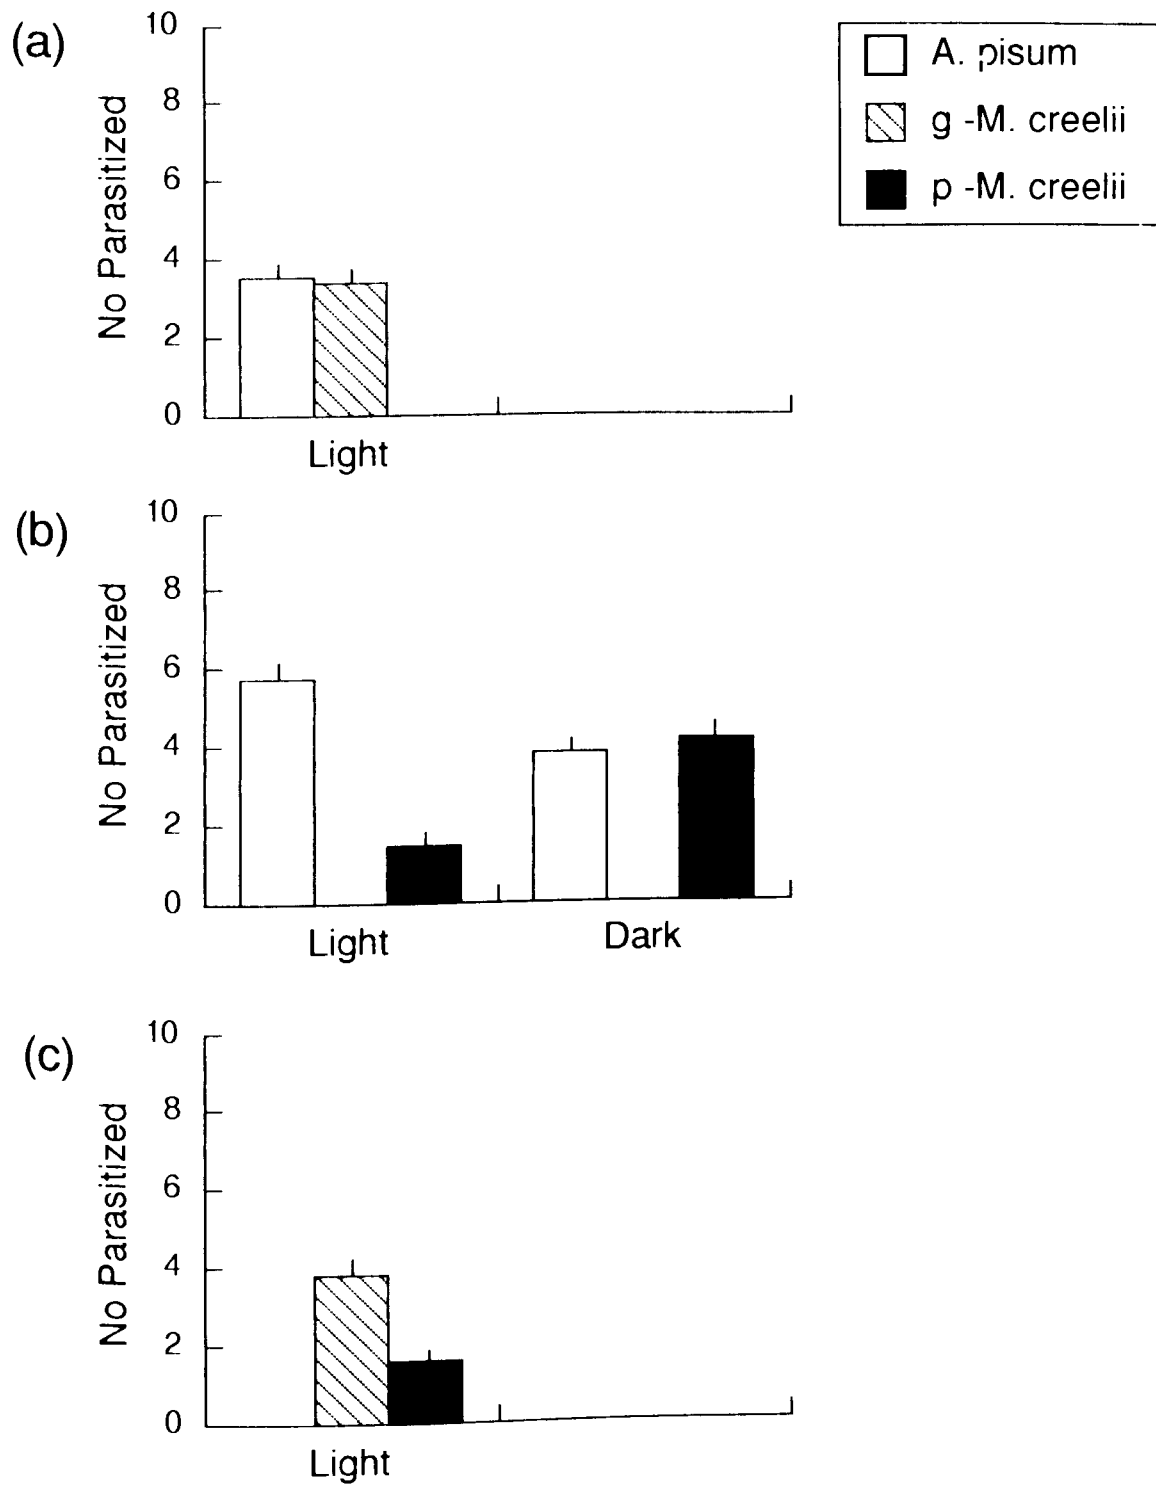 (a)
10
8
6
4
2
0
No Parasitized
Light
A. pisum
g -M. creelii
p -M. creelii
(b)
10
8
6
4
2
0
No Parasitized
Light Dark
(c)
10
8
6
4
2
0
No Parasitized
Light